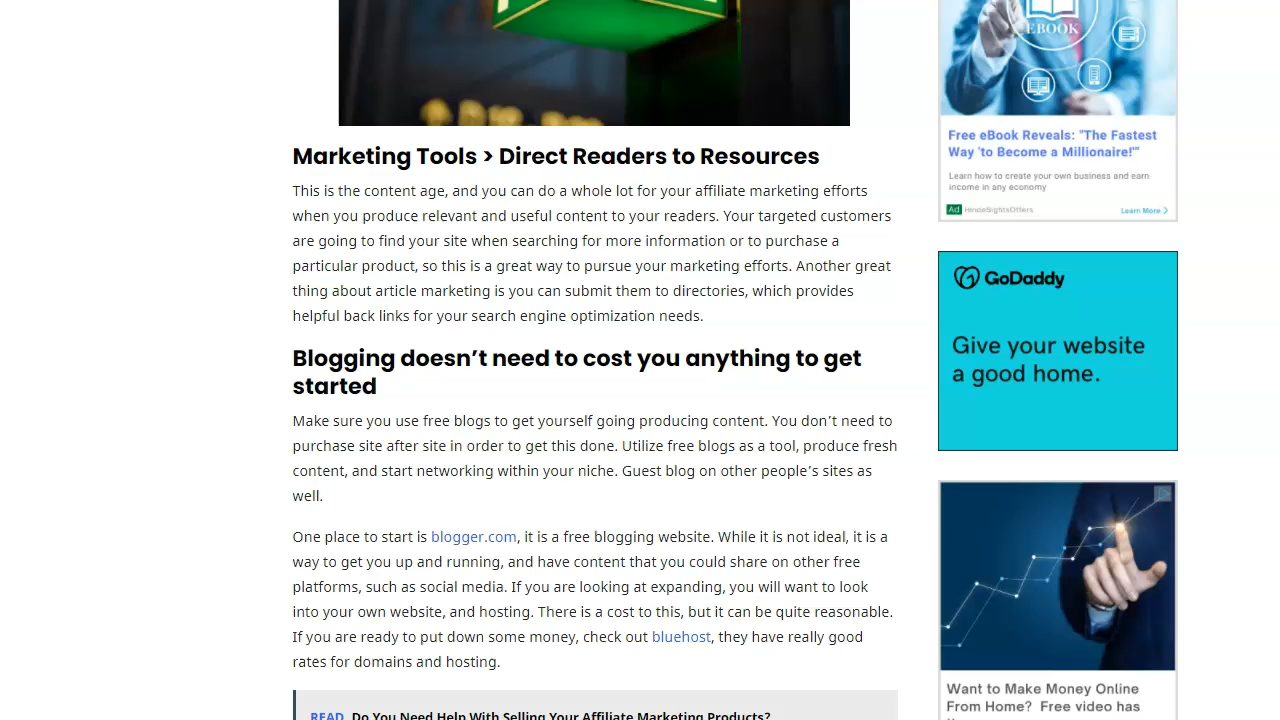 Marketing Tools > Direct Readers to Resources
This is the content age, and you can do a whole lot for your affiliate marketing efforts
when you produce relevant and useful content to your readers. Your targeted customers
are going to find your site when searching for more information or to purchase a
particular product, so this is a great way to pursue your marketing efforts. Another great
thing about article marketing is you can submit them to directories, which provides
helpful back links for your search engine optimization needs.
Blogging doesn’t need to cost you anything to get
started
Make sure you use free blogs to get yourself going producing content. You don’t need to
purchase site after site in order to get this done. Utilize free blogs as a tool, produce fresh
content, and start networking within your niche. Guest blog on other people’s sites as
well.
One place to start is blogger.com, it is a free blogging website. While it is not ideal, it is a
way to get you up and running, and have content that you could share on other free
platforms, such as social media. If you are looking at expanding, you will want to look
into your own website, and hosting. There is a cost to this, but it can be quite reasonable.
If you are ready to put down some money, check out bluehost, they have really good
rates for domains and hosting.
READ Do You Need Help With Selling Your Affiliate Marketing Products?
EBOOK
Free eBook Reveals: "The Fastest
Way 'to Become a Millionaire!'"
Learn how to create your own business and earn
income in any economy
Ad HindeSightsOffers
Learn More
GoDaddy
Give your website
a good home.
Want to Make Money Online
From Home? Free video has